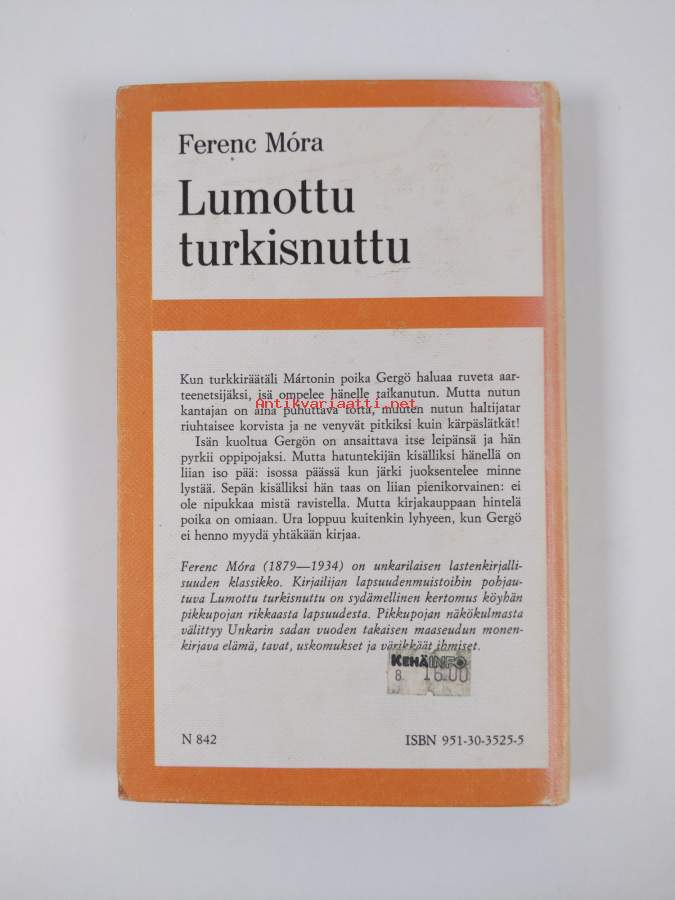 Ferenc Móra
Lumottu
turkisnuttu
Kun turkkiräätäli Mártonin poika Gergö haluaa ruveta aar-
teenetsijäksi, isä ompelee hänelle taikanutun. Mutta nutun
Antikvariaatti.net
kantajan on aina puhuttava totta, muuten nutun haltijatar
riuhtaisee korvista ja ne venyvät pitkiksi kuin kärpäslätkät!
Isän kuoltua Gergön on ansaittava itse leipänsä ja hän
pyrkii oppipojaksi. Mutta hatuntekijän kisälliksi hänellä on
liian iso pää: isossa päässä kun järki juoksentelee minne
lystää. Sepän kisälliksi hän taas on liian pienikorvainen: ei
ole nipukkaa mistä ravistella. Mutta kirjakauppaan hintelä
poika on omiaan. Ura loppuu kuitenkin lyhyeen, kun Gergö
ei henno myydä yhtäkään kirjaa.
Ferenc Móra (1879—1934) on unkarilaisen lastenkirjalli-
suuden klassikko. Kirjailijan lapsuudenmuistoihin pohjau-
tuva Lumottu turkisnuttu on sydämellinen kertomus köyhän
pikkupojan rikkaasta lapsuudesta. Pikkupojan näkökulmasta
välittyy Unkarin sadan vuoden takaisen maaseudun monen-
kirjava elämä, tavat, uskomukset ja värikkäät ihmiset.
KEHÄINFO
8. 16.00
N 842
ISBN 951-30-3525-5